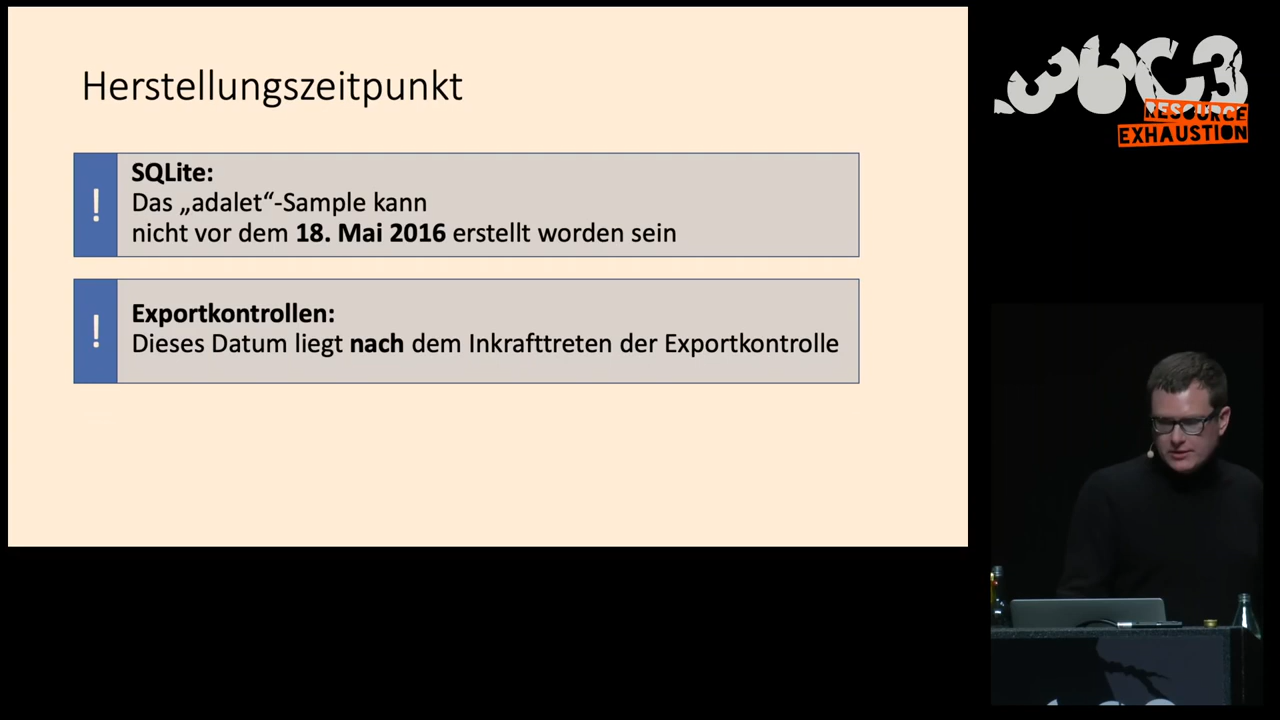 Herstellungszeitpunkt
!
SQLite:
Das „adalet“-Sample kann
nicht vor dem 18. Mai 2016 erstellt worden sein
!
Exportkontrollen:
Dieses Datum liegt nach dem Inkrafttreten der Exportkontrolle
36C3
RESOURCE
EXHAUSTION